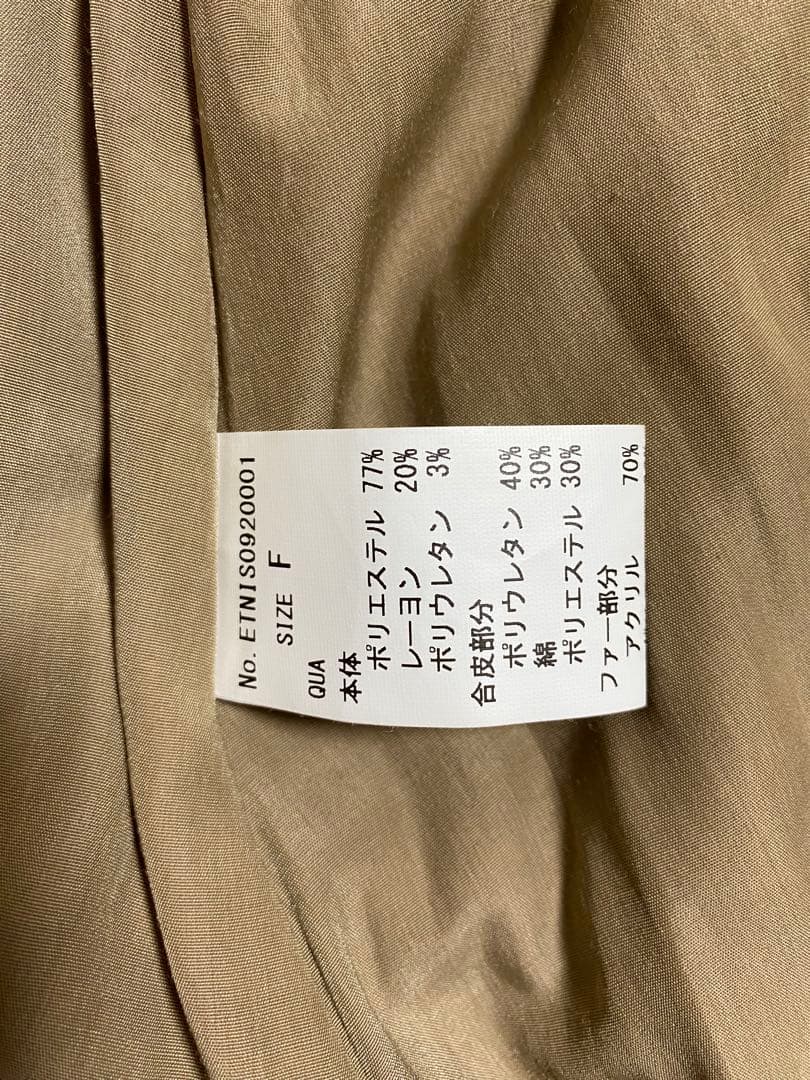 No. ETNIS0920001
SIZE F
QUA
本体
ポリエステル 77%
レーヨン 20%
ポリウレタン 3%
合皮部分
ポリウレタン 40%
綿 30%
ポリエステル 30%
ファー部分
アクリル 70%